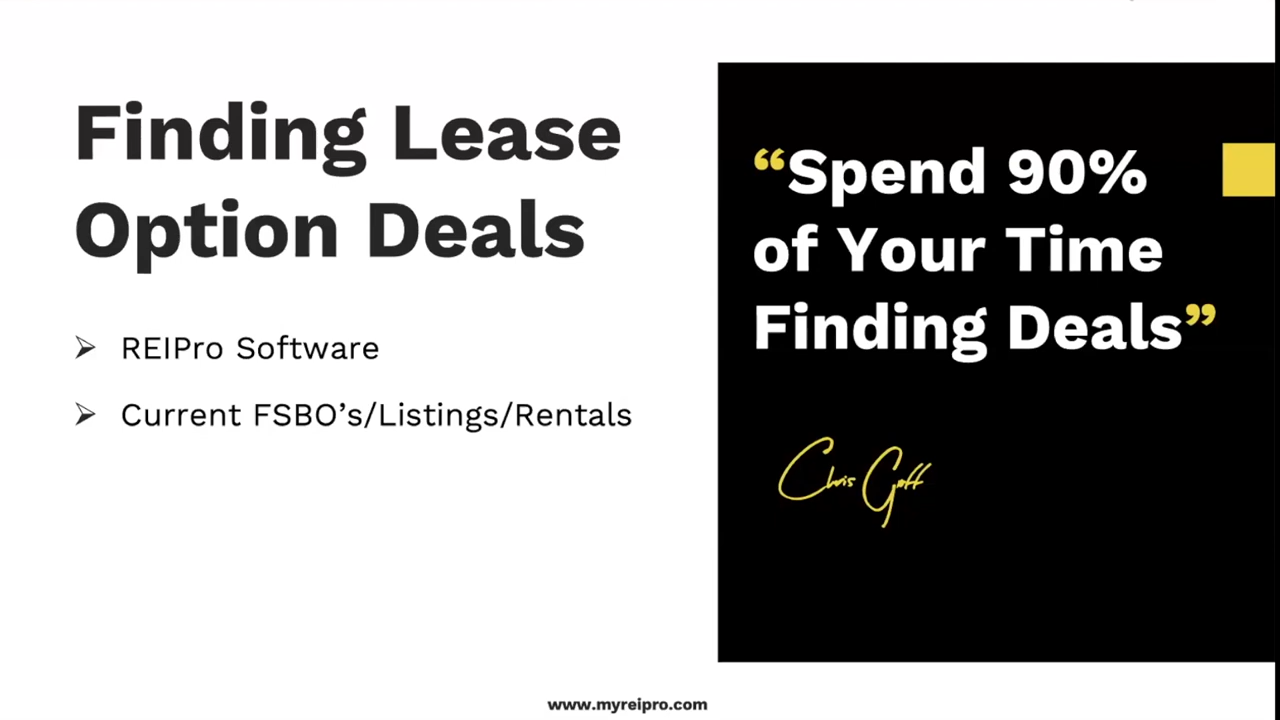 Finding Lease
Option Deals
➢ REIPro Software
➢ Current FSBO’s/Listings/Rentals
“Spend 90%
of Your Time
Finding Deals”
Chris Goff
www.myreipro.com